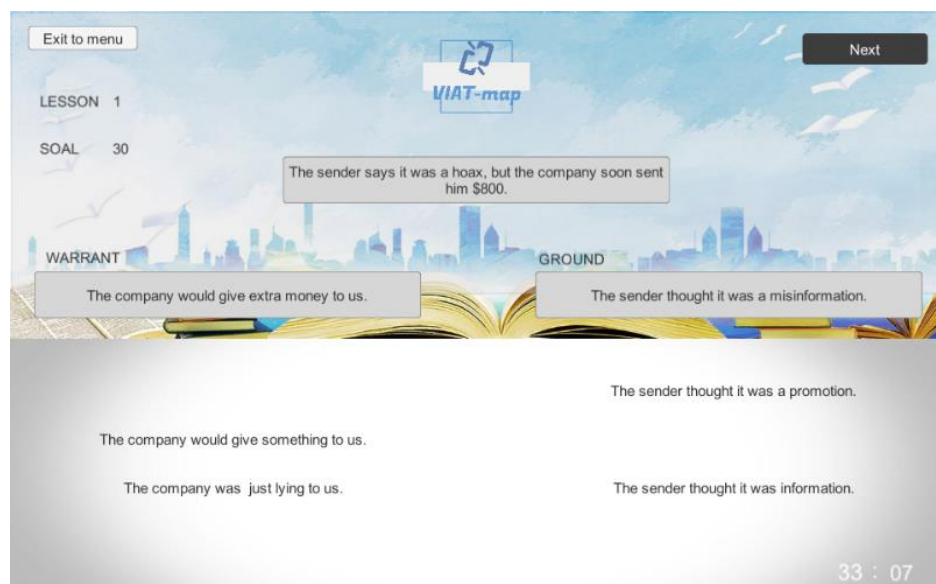 Exit to menu
Next
VIAT-map
LESSON 1
SOAL 30
The sender says it was a hoax, but the company soon sent
him $800.
WARRANT
GROUND
The company would give extra money to us.
The sender thought it was a misinformation.
The sender thought it was a promotion.
The company would give something to us.
The company was just lying to us.
The sender thought it was information.
33 : 07